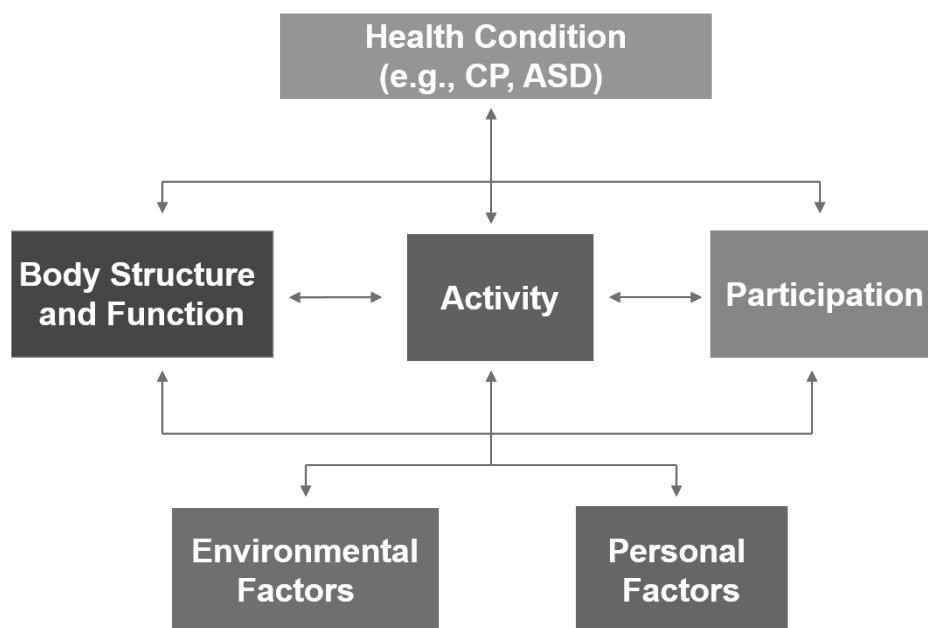 Health Condition
(e.g., CP, ASD)
Body Structure
and Function
Activity
Participation
Environmental
Factors
Personal
Factors